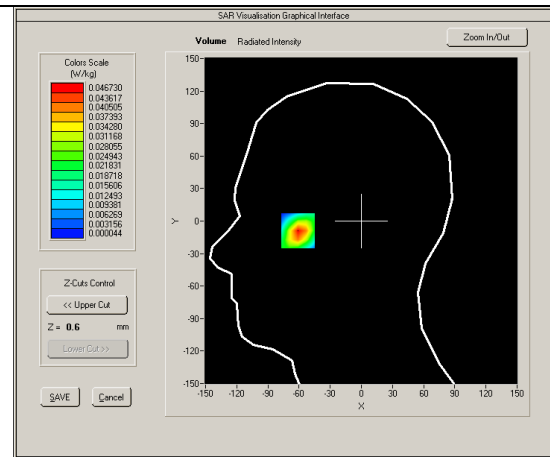 SAR Visualisation Graphical Interface
Volume Radiated Intensity
Zoom In/Out
Colors Scale
(W/kg)
0.046730
0.043617
0.040505
0.037393
0.034280
0.031168
0.028055
0.024943
0.021831
0.018718
0.015606
0.012493
0.009381
0.006269
0.003156
0.000044
Z-Cuts Control
<< Upper Cut
Z = 0.6 mm
Lower Cut >>
SAVE Cancel
150
120
90
60
30
0
-30
-60
-90
-120
-150
Y
-150 -120 -90 -60 -30 0 30 60 90 120 150
X